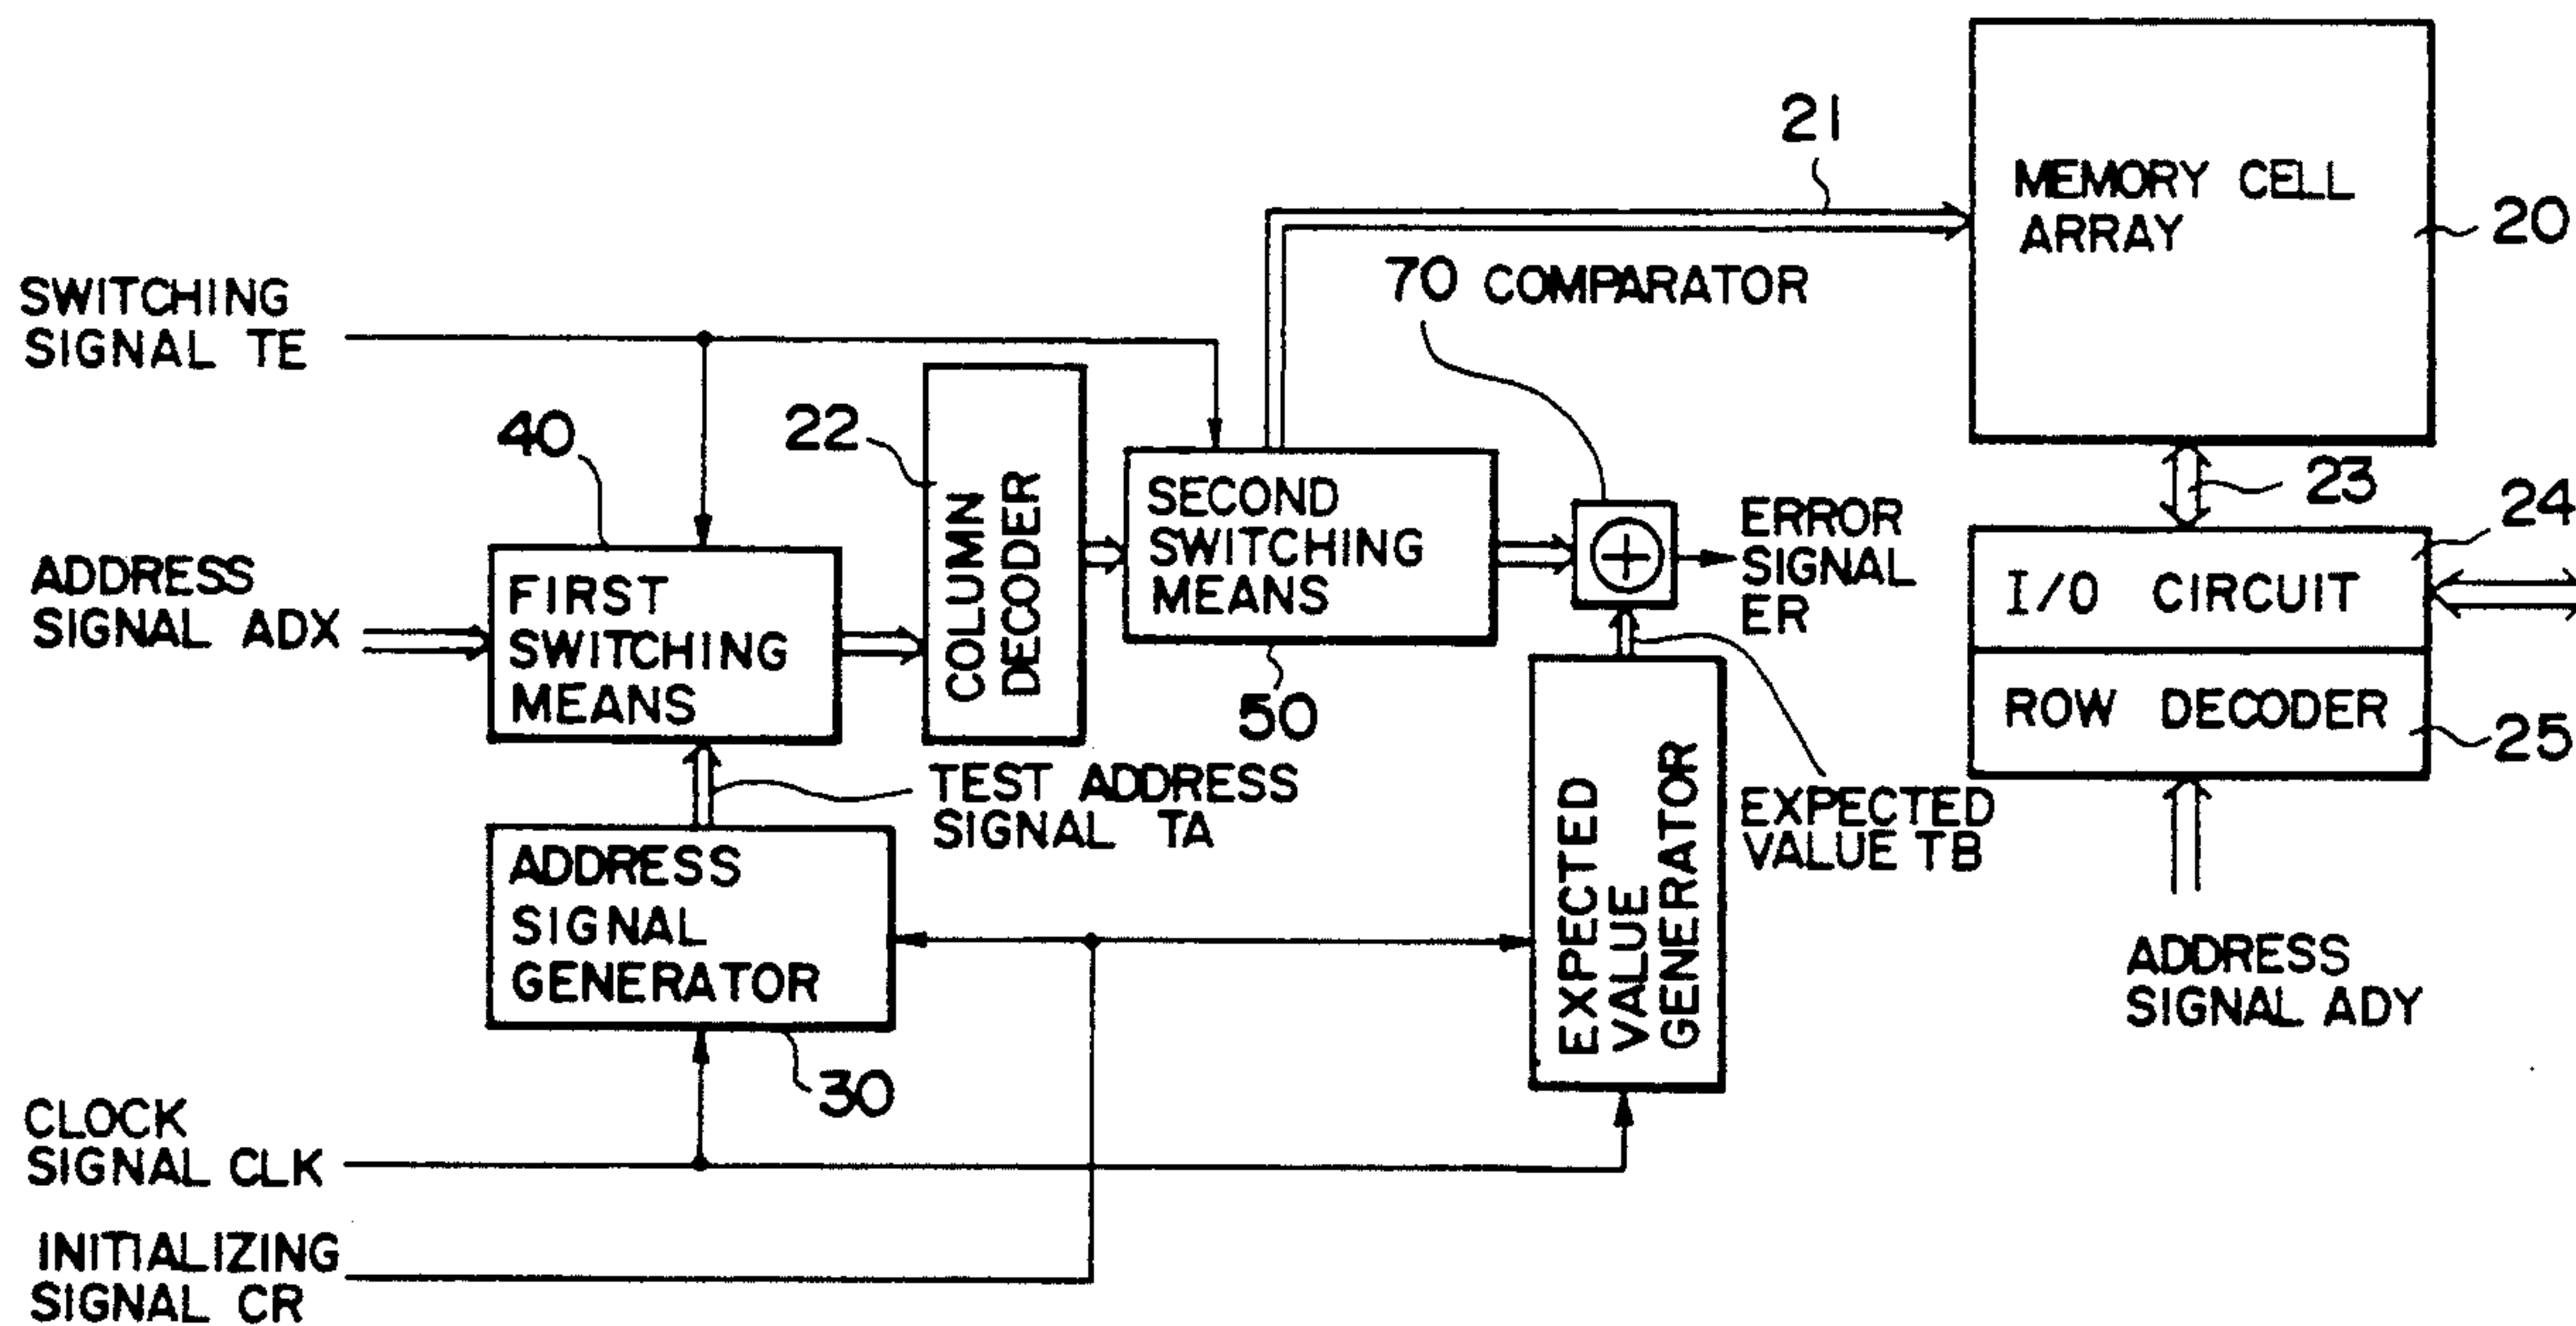 21
MEMORY CELL
ARRAY
20
70 COMPARATOR
SWITCHING
SIGNAL TE
40
22
COLUMN
DECODER
SECOND
SWITCHING
MEANS
50
ERROR
SIGNAL
ER
23
24
I/O CIRCUIT
ROW DECODER
25
ADDRESS
SIGNAL ADX
FIRST
SWITCHING
MEANS
TEST ADDRESS
SIGNAL TA
EXPECTED
VALUE TB
EXPECTED
VALUE
GENERATOR
ADDRESS
SIGNAL
GENERATOR
30
ADDRESS
SIGNAL ADY
CLOCK
SIGNAL CLK
INITIALIZING
SIGNAL CR